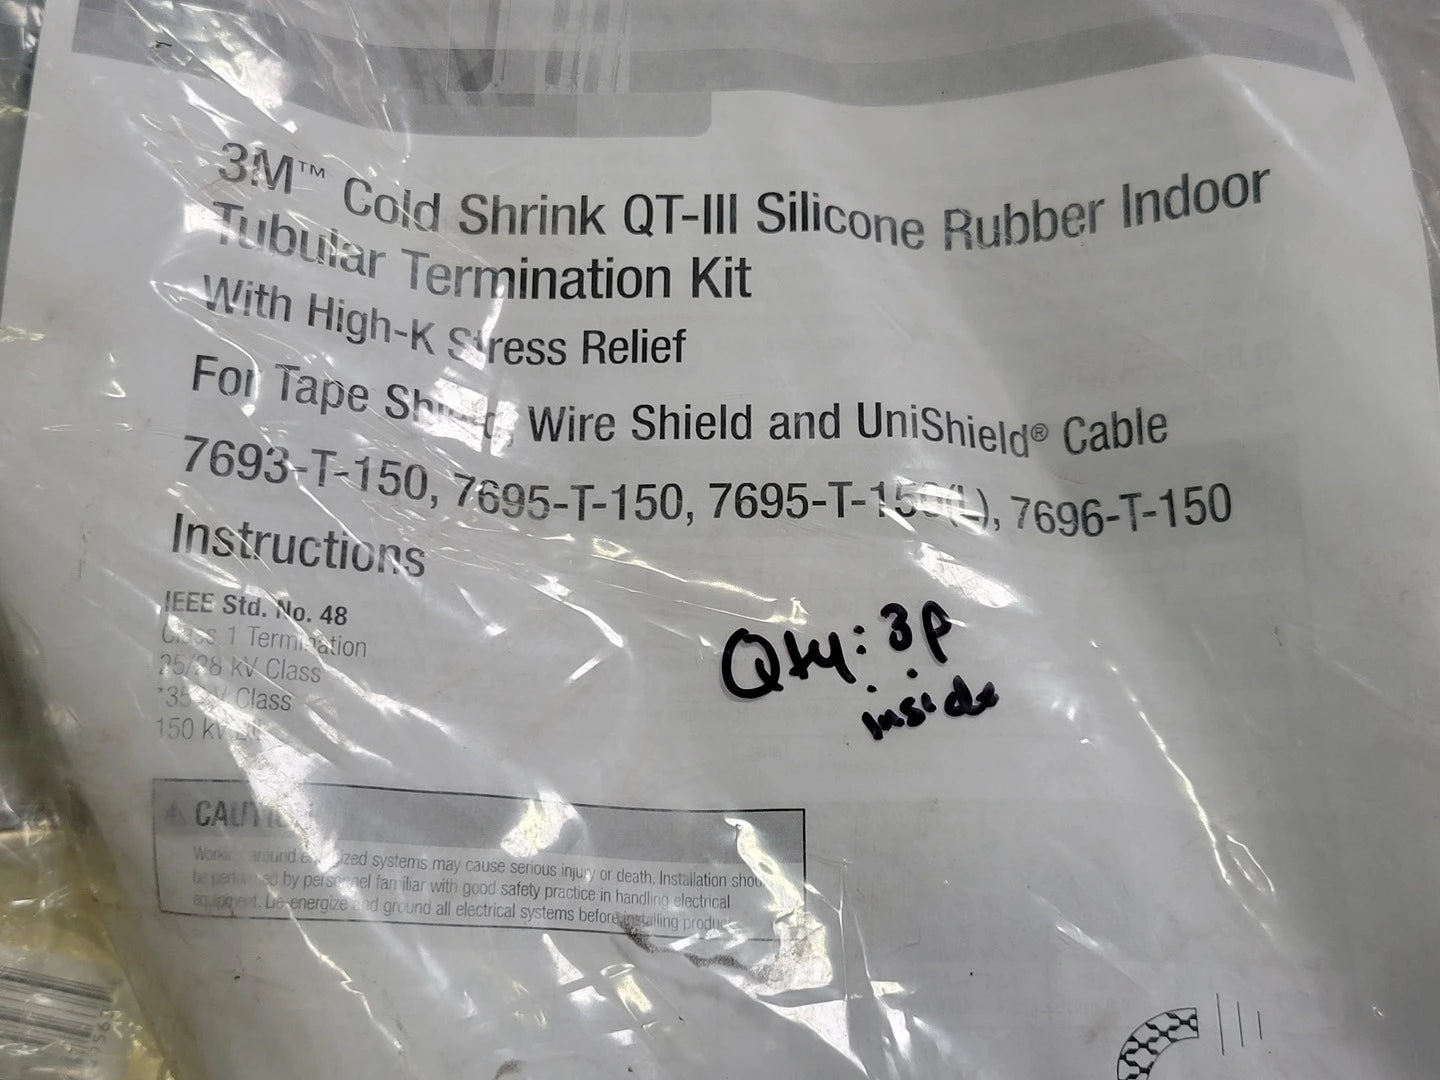 3M™ Cold Shrink QT-III Silicone Rubber Indoor
Tubular Termination Kit
With High-K Stress Relief
For Tape Shield, Wire Shield and UniShield® Cable
7693-T-150, 7695-T-150, 7695-T-150(L), 7696-T-150
Instructions
IEEE Std. No. 48
Class 1 Termination
25/28 kV Class
*35 kV Class
150 kV
Qty: 3p
inside
CAUTION
Working around energized systems may cause serious injury or death. Installation should
be performed by personnel familiar with good safety practice in handling electrical
equipment. De-energize and ground all electrical systems before installing product.